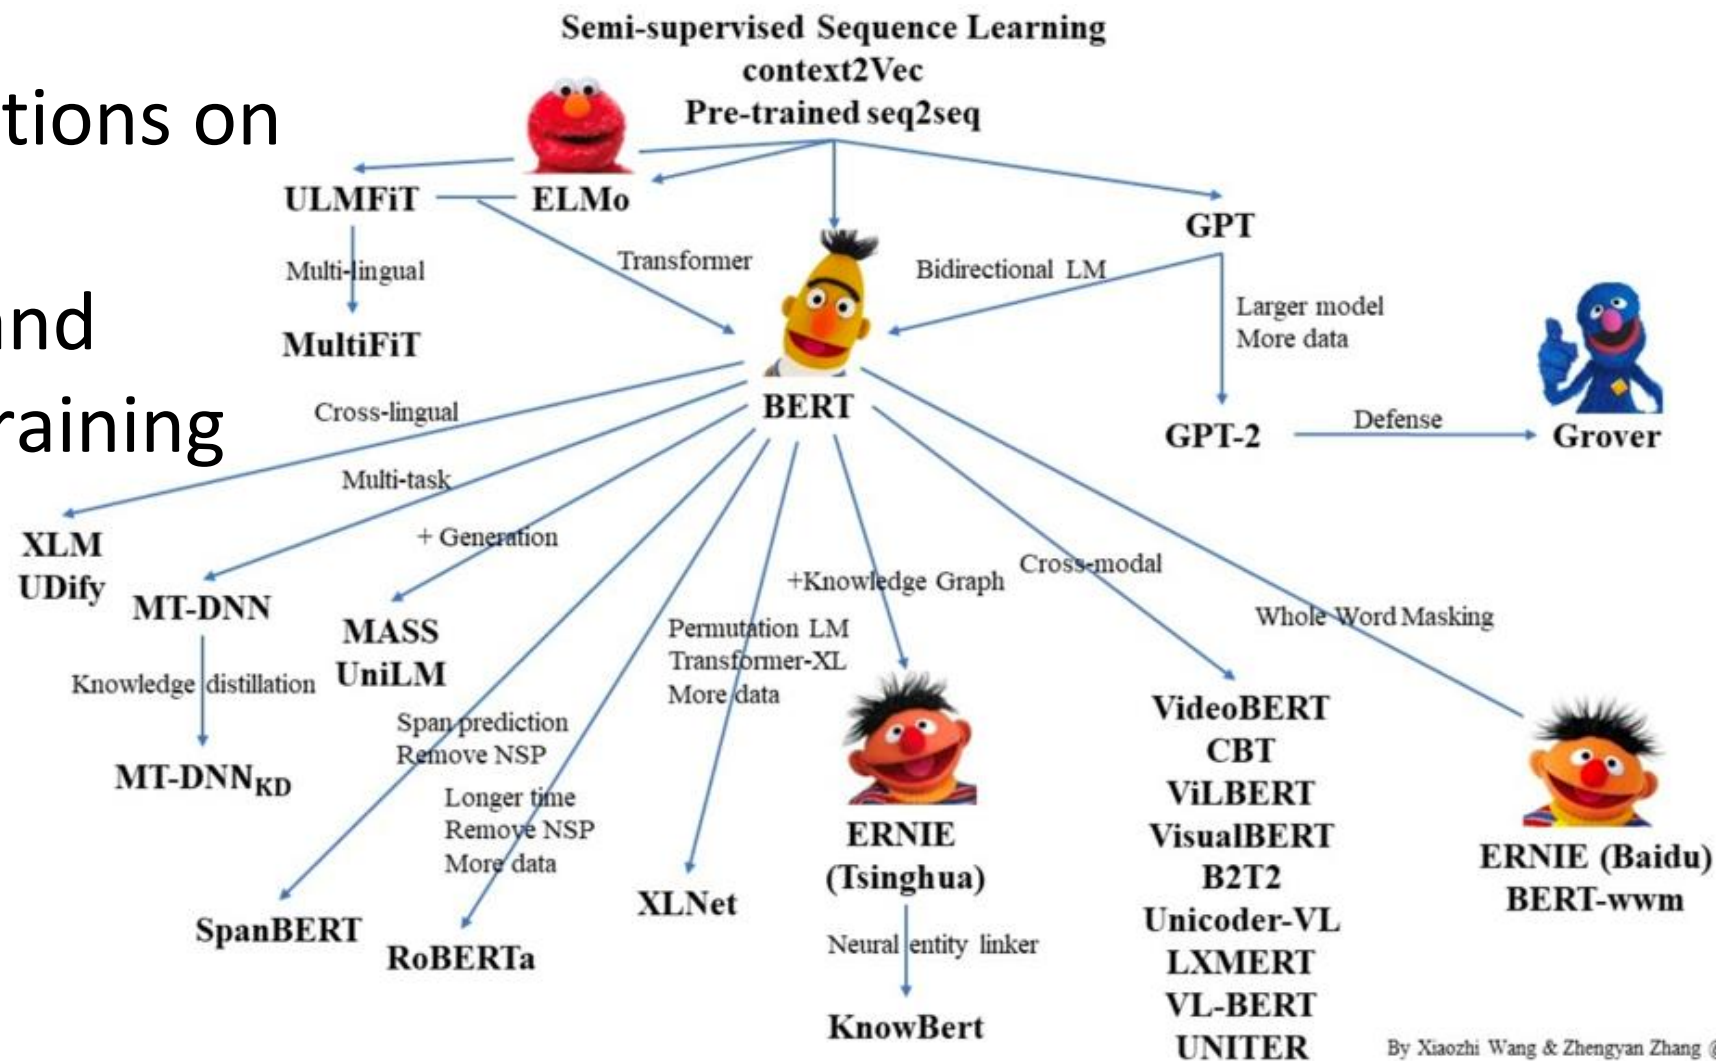 Semi-supervised Sequence Learning
context2Vec
Pre-trained seq2seq
tions on
and
raining
ULMFiT
ELMo
GPT
Multi-lingual
Transformer
Bidirectional LM
Larger model
More data
MultiFiT
BERT
GPT-2
Defense
Grover
Cross-lingual
Multi-task
+ Generation
XLM
UDify
MT-DNN
MASS
UniLM
Knowledge distillation
MT-DNNKD
Span prediction
Remove NSP
Longer time
Remove NSP
More data
Permutation LM
Transformer-XL
More data
+Knowledge Graph
Cross-modal
Whole Word Masking
SpanBERT
RoBERTa
XLNet
ERNIE
(Tsinghua)
Neural entity linker
KnowBert
VideoBERT
CBT
ViLBERT
VisualBERT
B2T2
Unicoder-VL
LXMERT
VL-BERT
UNITER
ERNIE (Baidu)
BERT-wwm
By Xiaozhi Wang & Zhengyan Zhang @